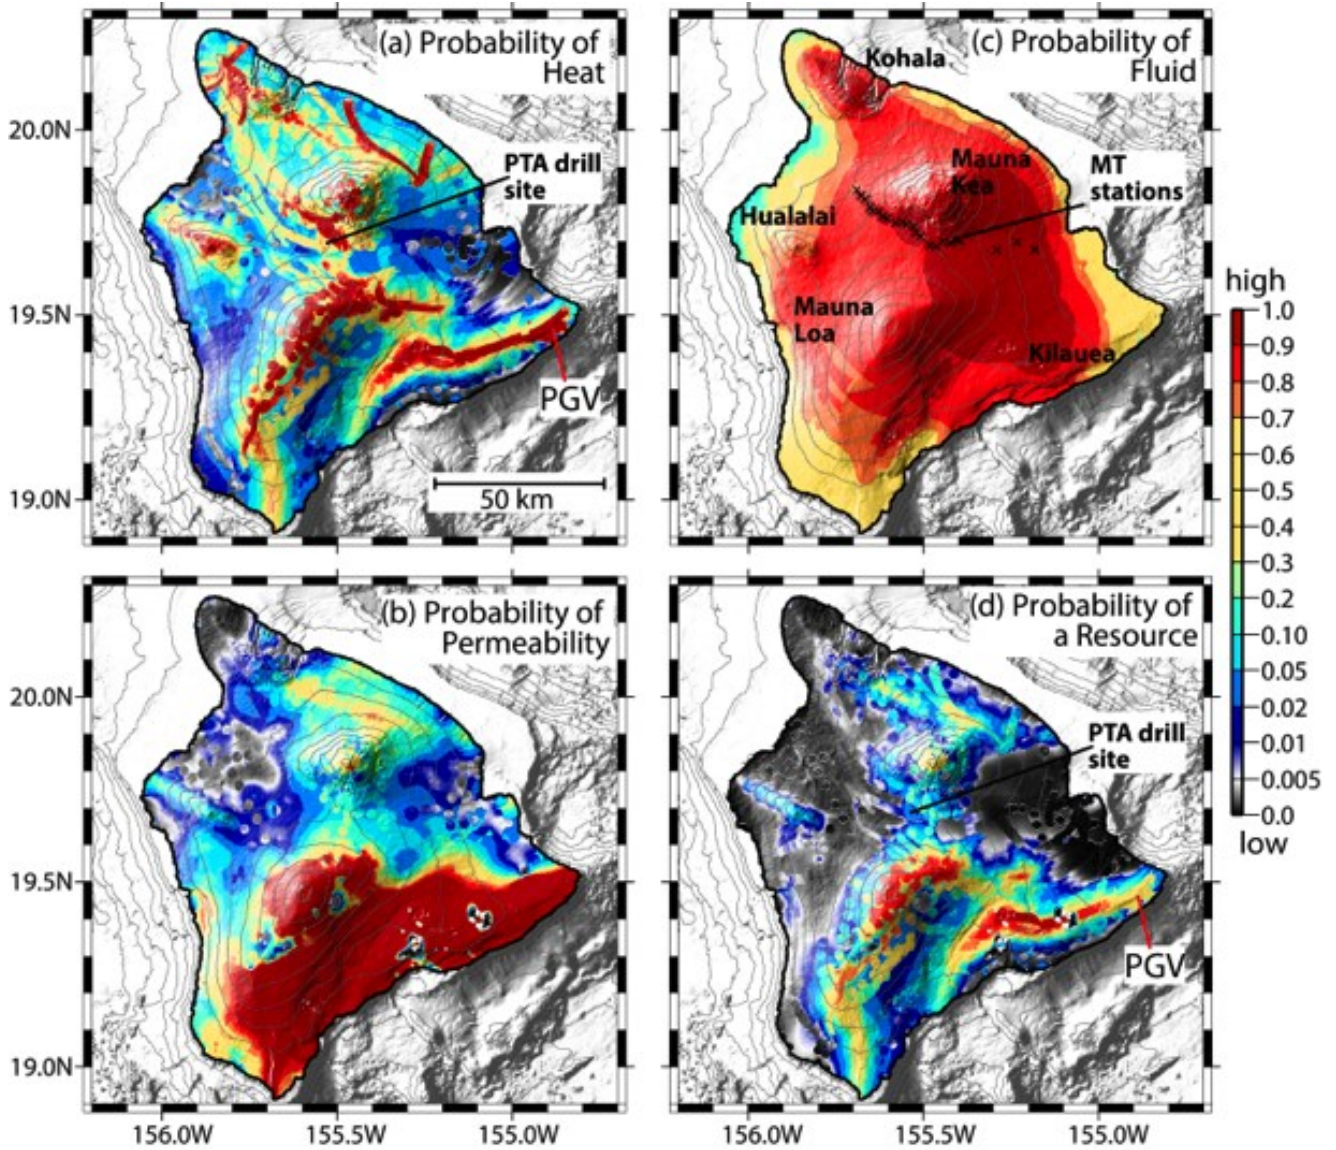 (a) Probability of
Heat
20.0N
19.5N
19.0N
PTA drill
site
PGV
50 km
(c) Probability of
Fluid
Kohala
Mauna
Kea
MT
stations
Hualalai
Mauna
Loa
Kilauea
high
1.0
0.9
0.8
0.7
0.6
0.5
0.4
0.3
0.2
0.10
0.05
0.02
0.01
0.005
0.0
low
(b) Probability of
Permeability
20.0N
19.5N
19.0N
156.0W
155.5W
155.0W
(d) Probability of
a Resource
PTA drill
site
PGV
156.0W
155.5W
155.0W